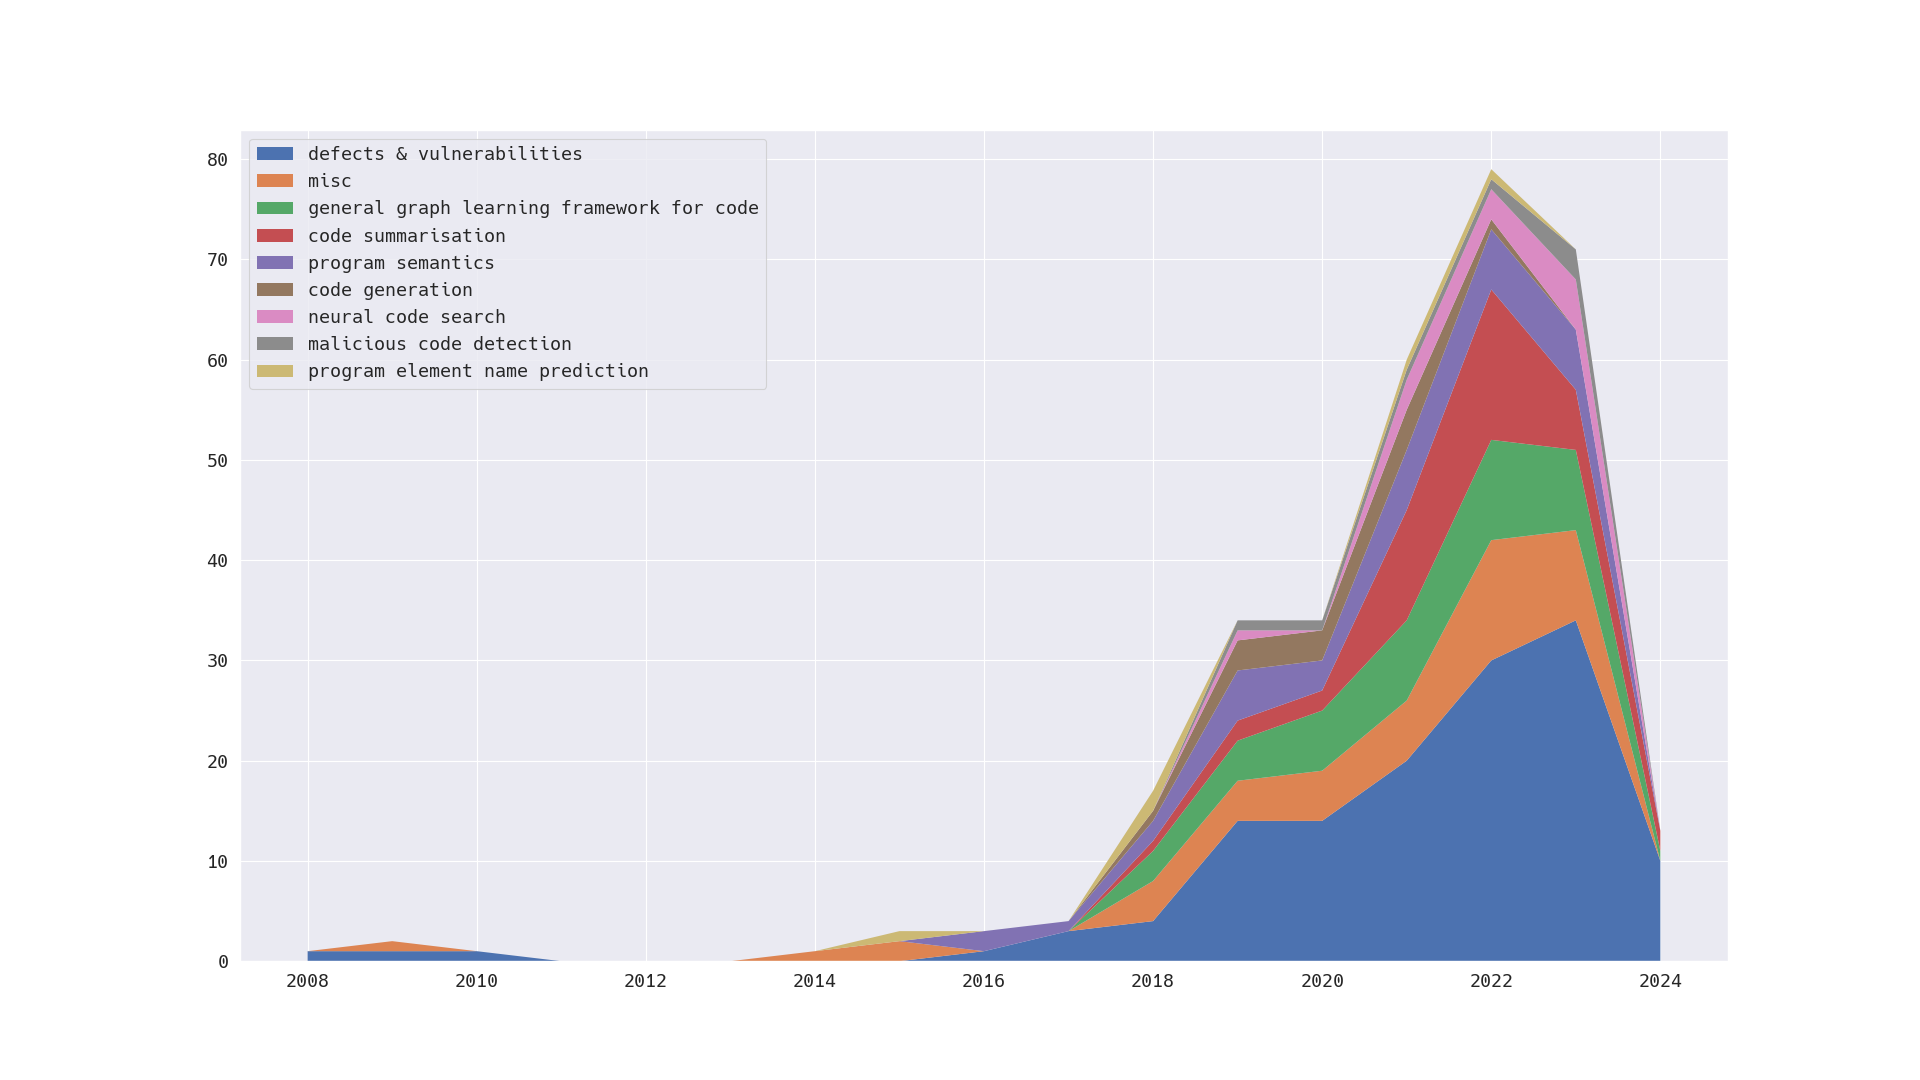 80
70
60
50
40
30
20
10
0
defects & vulnerabilities
misc
general graph learning framework for code
code summarisation
program semantics
code generation
neural code search
malicious code detection
program element name prediction
2008 2010 2012 2014 2016 2018 2020 2022 2024